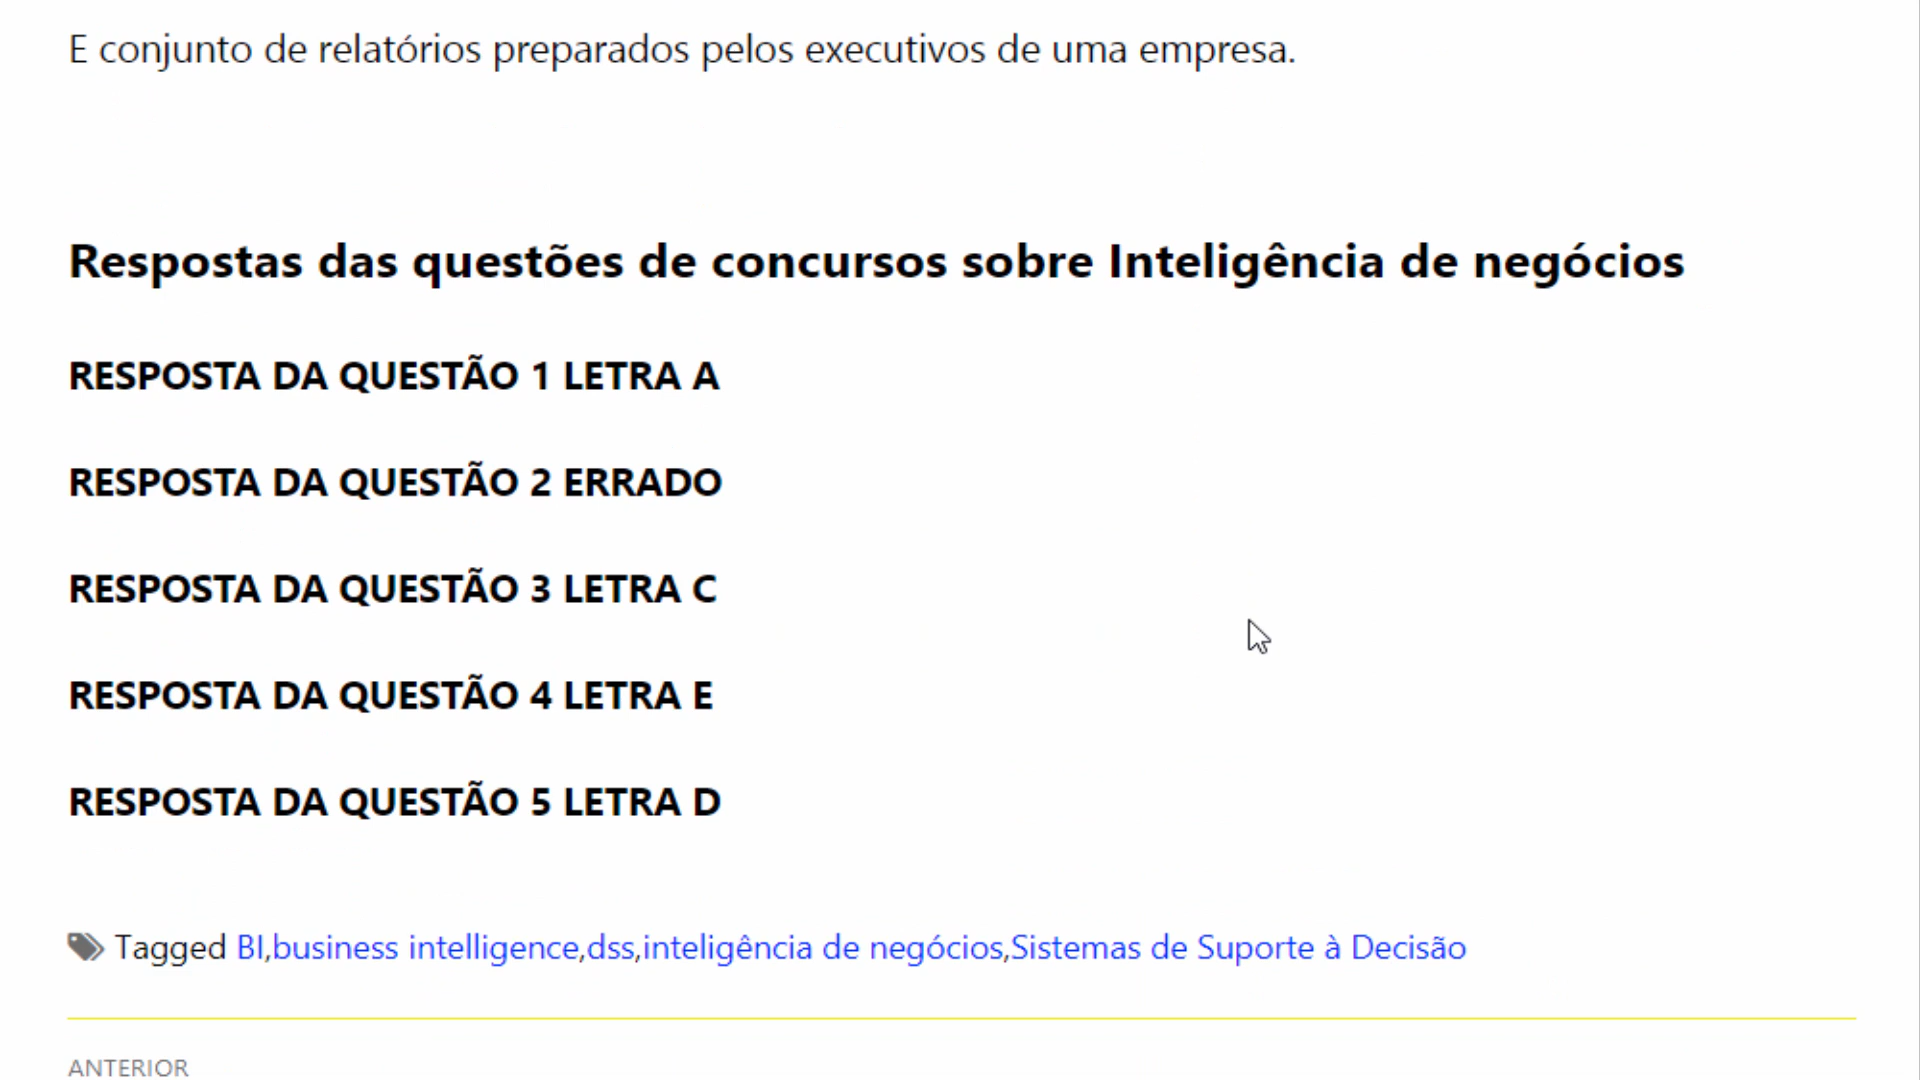 E conjunto de relatórios preparados pelos executivos de uma empresa.
Respostas das questões de concursos sobre Inteligência de negócios
RESPOSTA DA QUESTÃO 1 LETRA A
RESPOSTA DA QUESTÃO 2 ERRADO
RESPOSTA DA QUESTÃO 3 LETRA C
RESPOSTA DA QUESTÃO 4 LETRA E
RESPOSTA DA QUESTÃO 5 LETRA D
Tagged BI,business intelligence,dss,inteligência de negócios,Sistemas de Suporte à Decisão
ANTERIOR